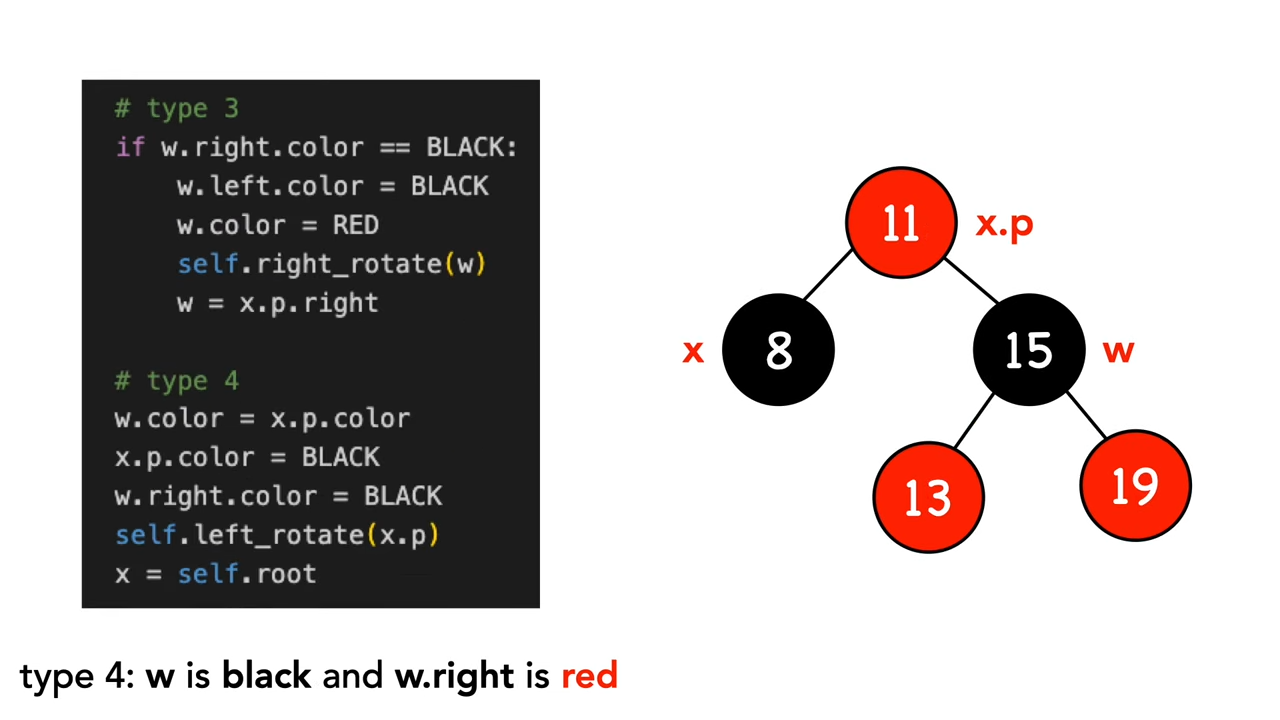 # type 3
if w.right.color == BLACK:
    w.left.color = BLACK
    w.color = RED
    self.right_rotate(w)
    w = x.p.right
# type 4
w.color = x.p.color
x.p.color = BLACK
w.right.color = BLACK
self.left_rotate(x.p)
x = self.root
11 x.p
x 8 15 w
13 19
type 4: w is black and w.right is red